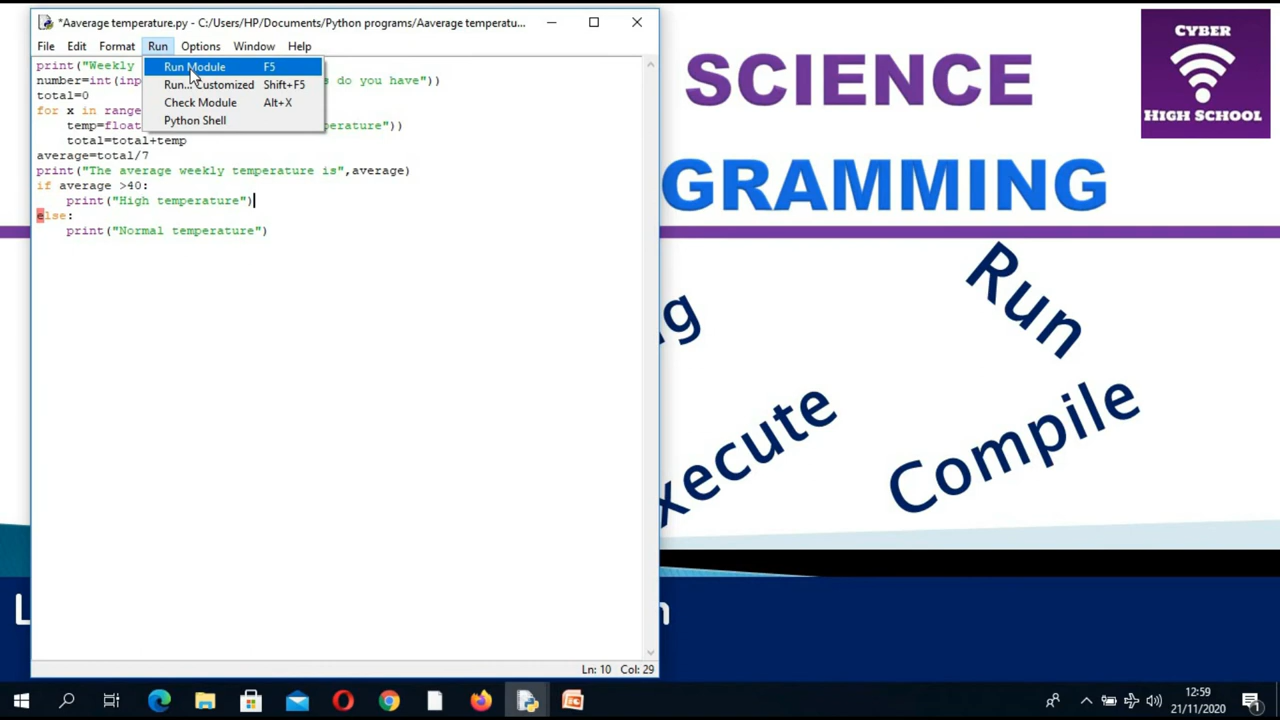 *Aaverage temperature.py - C:/Users/HP/Documents/Python programs/Aaverage temperatu...
File Edit Format Run Options Window Help
Run Module F5
Run... Customized Shift+F5
Check Module Alt+X
Python Shell
print("Weekly
number=int(inp s do you have"))
total=0
for x in range
temp=float erature"))
total=total+temp
average=total/7
print("The average weekly temperature is",average)
if average >40:
print("High temperature")
else:
print("Normal temperature")
Ln: 10 Col: 29
SCIENCE
GRAMMING
CYBER
HIGH SCHOOL
g
Run
xecute
Compile
L n
12:59
21/11/2020
1